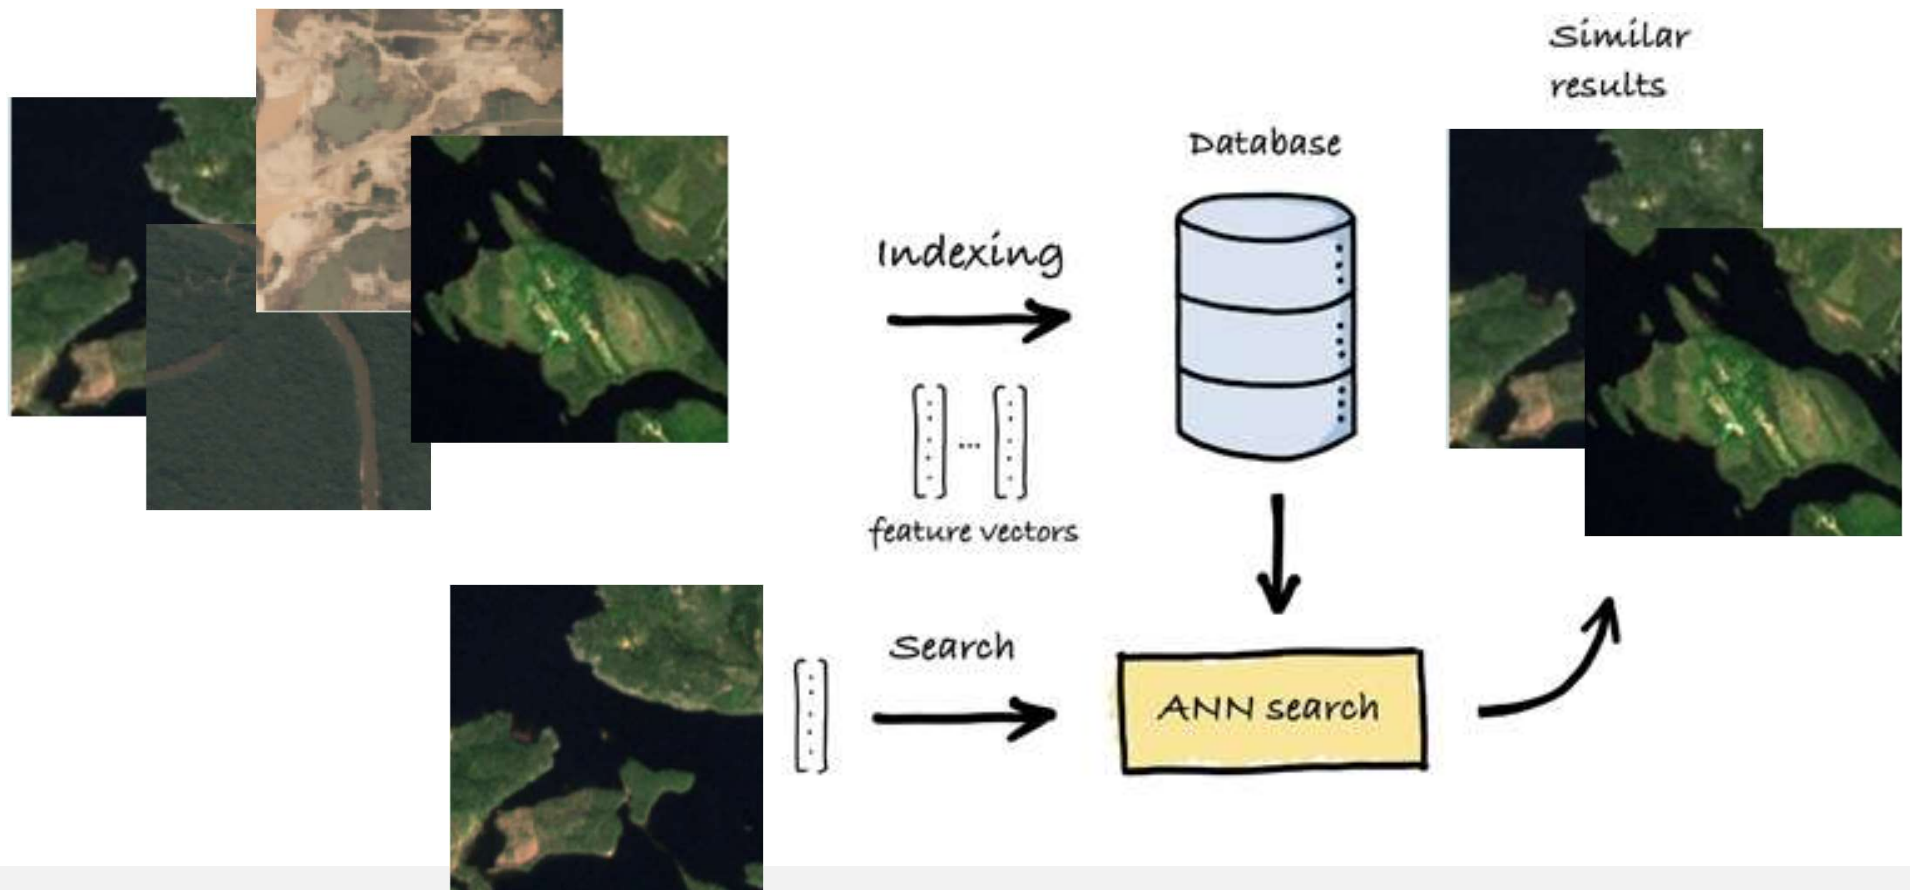 Similar
results
Database
Indexing
...
feature vectors
Search
ANN search